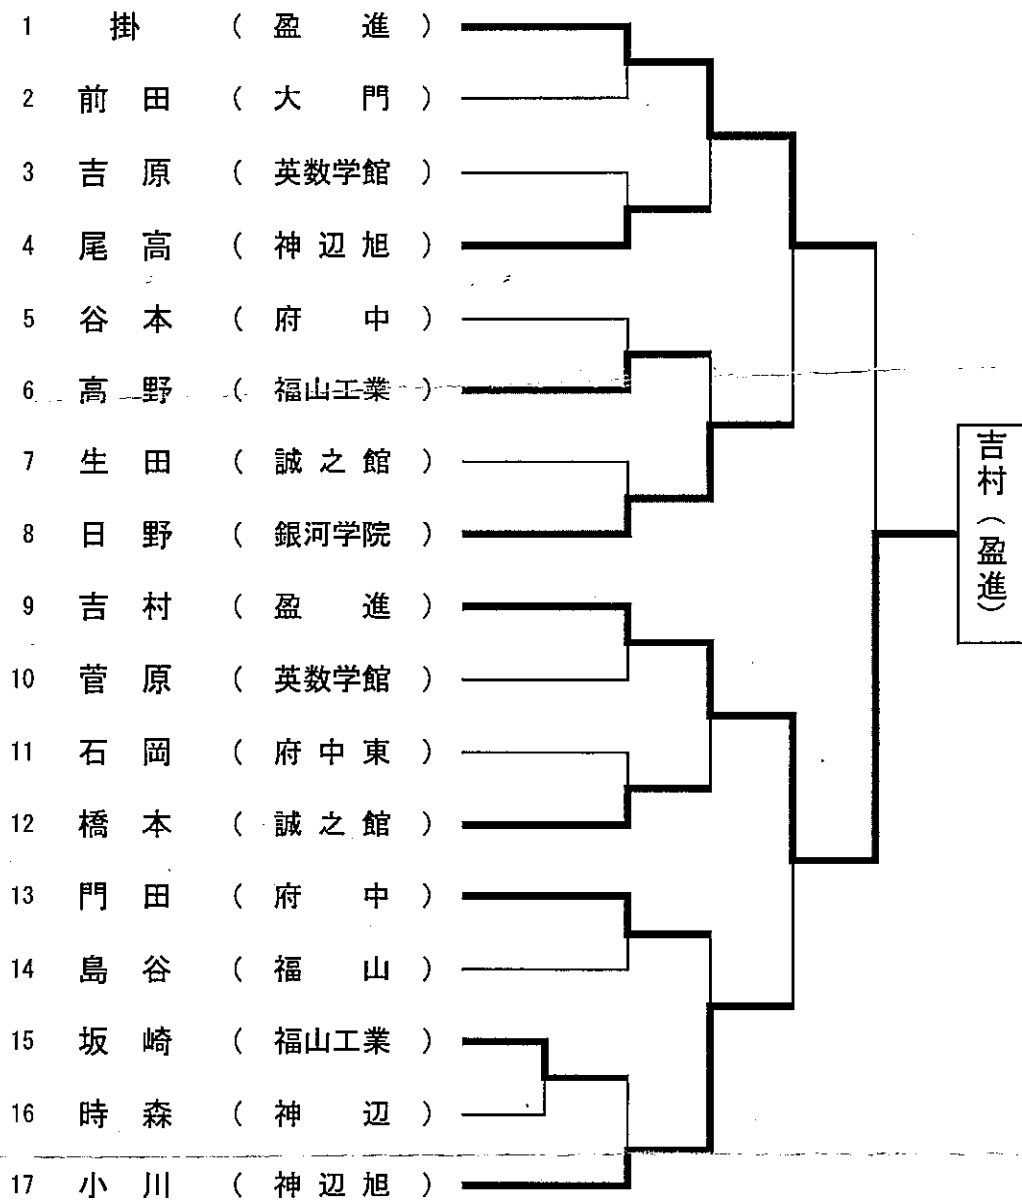 1 掛 ( 盈 進 )
2 前 田 ( 大 門 )
3 吉 原 ( 英数学館 )
4 尾 高 ( 神 辺 旭 )
5 谷 本 ( 府 中 )
6 高 野 ( 福山工業 )
7 生 田 ( 誠 之 館 )
8 日 野 ( 銀河学院 )
吉村(盈進)
9 吉 村 ( 盈 進 )
10 菅 原 ( 英数学館 )
11 石 岡 ( 府 中 東 )
12 橋 本 ( 誠 之 館 )
13 門 田 ( 府 中 )
14 島 谷 ( 福 山 )
15 坂 崎 ( 福山工業 )
16 時 森 ( 神 辺 )
17 小 川 ( 神 辺 旭 )